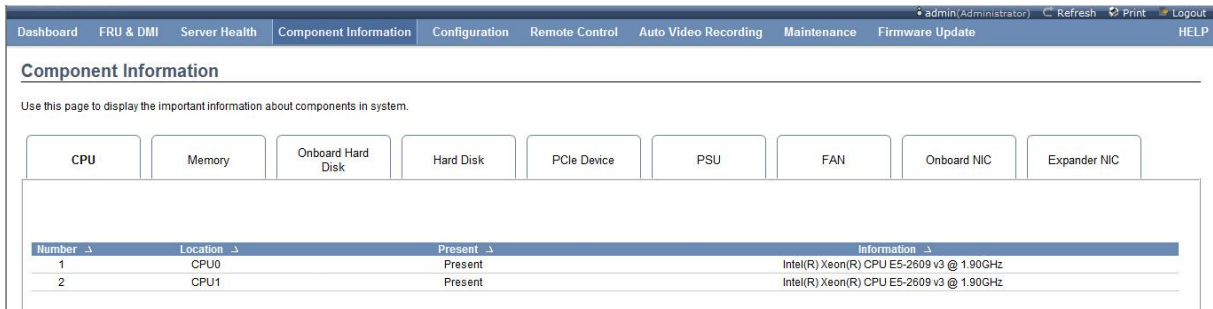 admin(Administrator) Refresh Print Logout
Dashboard FRU & DMI Server Health Component Information Configuration Remote Control Auto Video Recording Maintenance Firmware Update HELP
Component Information
Use this page to display the important information about components in system.
CPU Memory Onboard Hard Disk Hard Disk PCIe Device PSU FAN Onboard NIC Expander NIC
Number Location Present Information
1 CPU0 Present Intel(R) Xeon(R) CPU E5-2609 v3 @ 1.90GHz
2 CPU1 Present Intel(R) Xeon(R) CPU E5-2609 v3 @ 1.90GHz